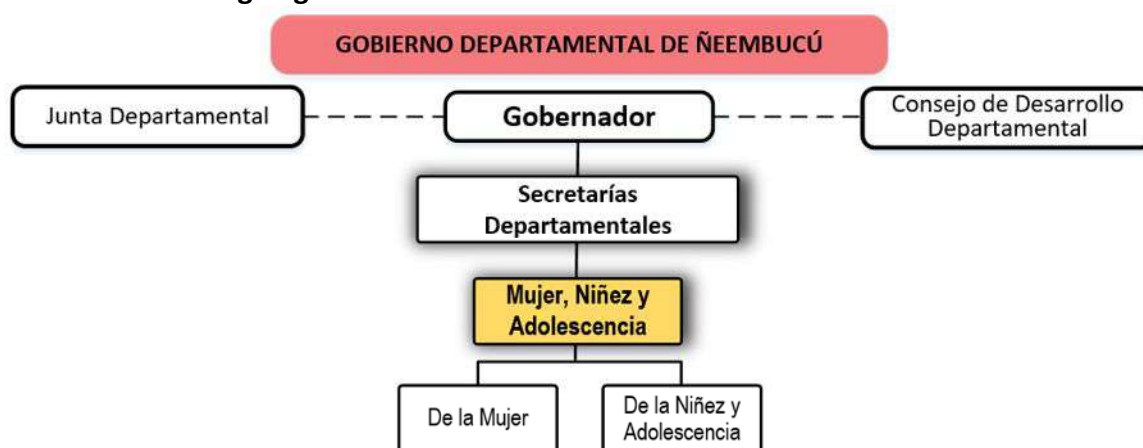 GOBIERNO DEPARTAMENTAL DE ÑEEMBUCÚ
Junta Departamental
Gobernador
Consejo de Desarrollo
Departamental
Secretarías
Departamentales
Mujer, Niñez y
Adolescencia
De la Mujer
De la Niñez y
Adolescencia